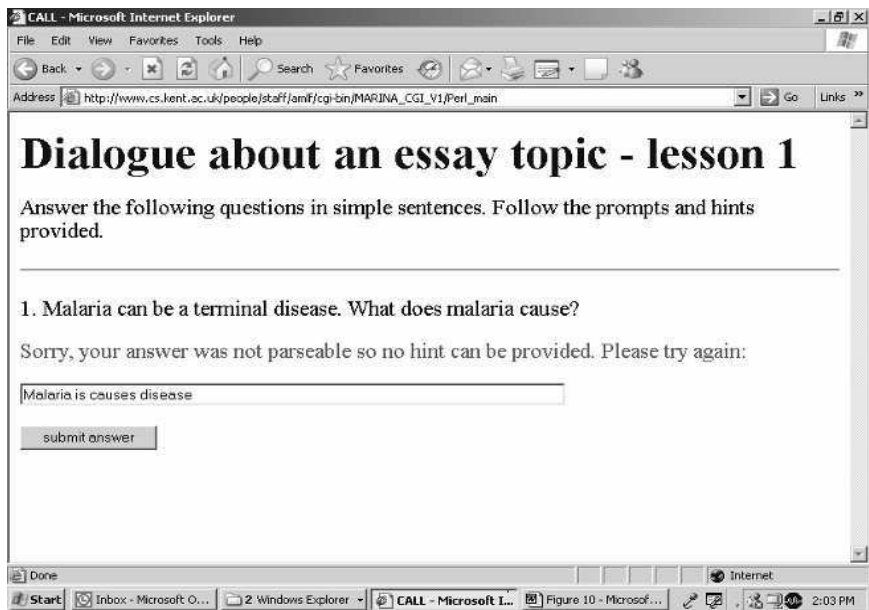 CALL - Microsoft Internet Explorer
File Edit View Favorites Tools Help
Back Search Favorites
Address http://www.cs.kent.ac.uk/people/staff/amlf/cgi-bin/MARINA_CGI_V1/Perl_main Go Links »
Dialogue about an essay topic - lesson 1
Answer the following questions in simple sentences. Follow the prompts and hints
provided.
1. Malaria can be a terminal disease. What does malaria cause?
Sorry, your answer was not parseable so no hint can be provided. Please try again:
Malaria is causes disease
submit answer
Done Internet
Start Inbox - Microsoft O... 2 Windows Explorer CALL - Microsoft I... Figure 10 - Microsof... 2:03 PM